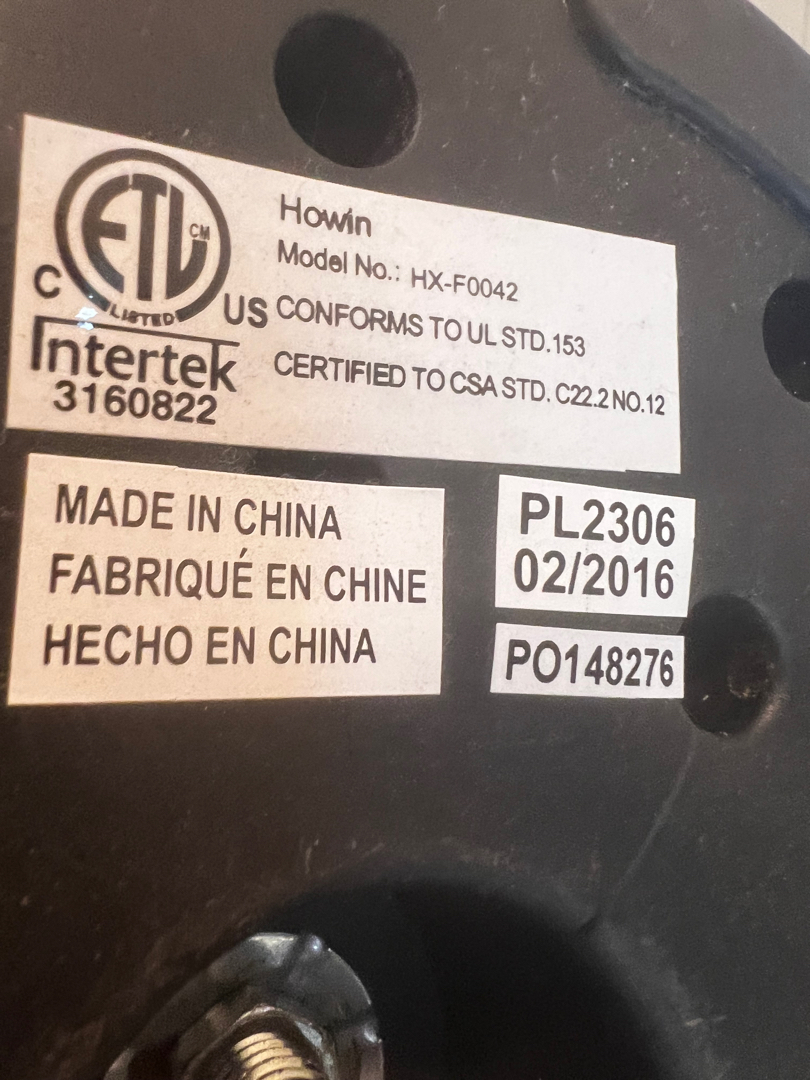 ETL CM
LISTED
C US
Intertek
3160822
Howin
Model No.: HX-F0042
CONFORMS TO UL STD.153
CERTIFIED TO CSA STD. C22.2 NO.12
MADE IN CHINA
FABRIQUÉ EN CHINE
HECHO EN CHINA
PL2306
02/2016
PO148276